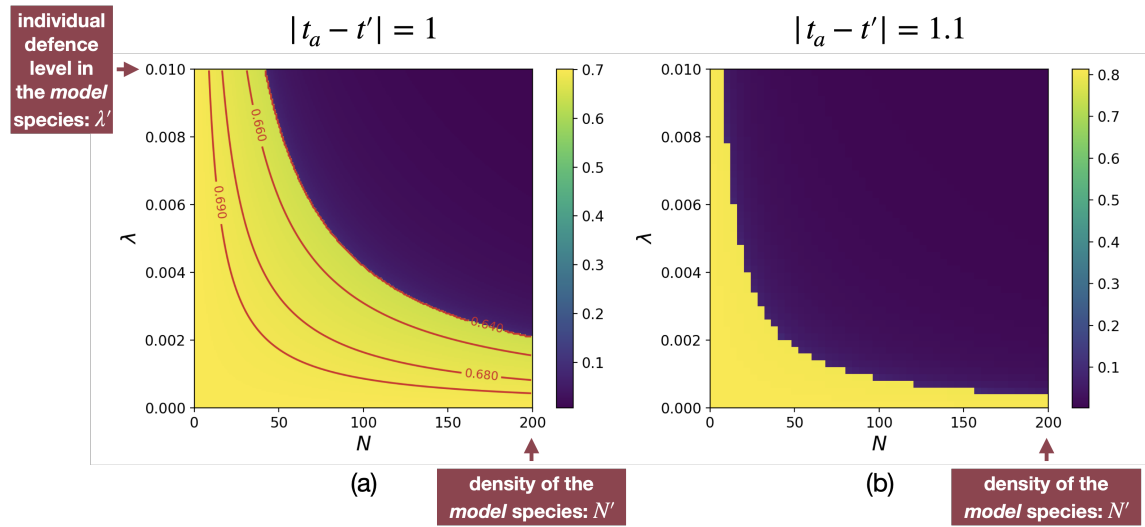 individual
defence
level in
the model
species: λ′
|t_a − t′| = 1
|t_a − t′| = 1.1
0.010
0.008
0.006
0.004
0.002
0.000
λ
0.660
0.690
0.640
0.680
0 50 100 150 200
N
0.7
0.6
0.5
0.4
0.3
0.2
0.1
0.010
0.008
0.006
0.004
0.002
0.000
λ
0 50 100 150 200
N
0.8
0.7
0.6
0.5
0.4
0.3
0.2
0.1
(a)
(b)
density of the
model species: N′
density of the
model species: N′